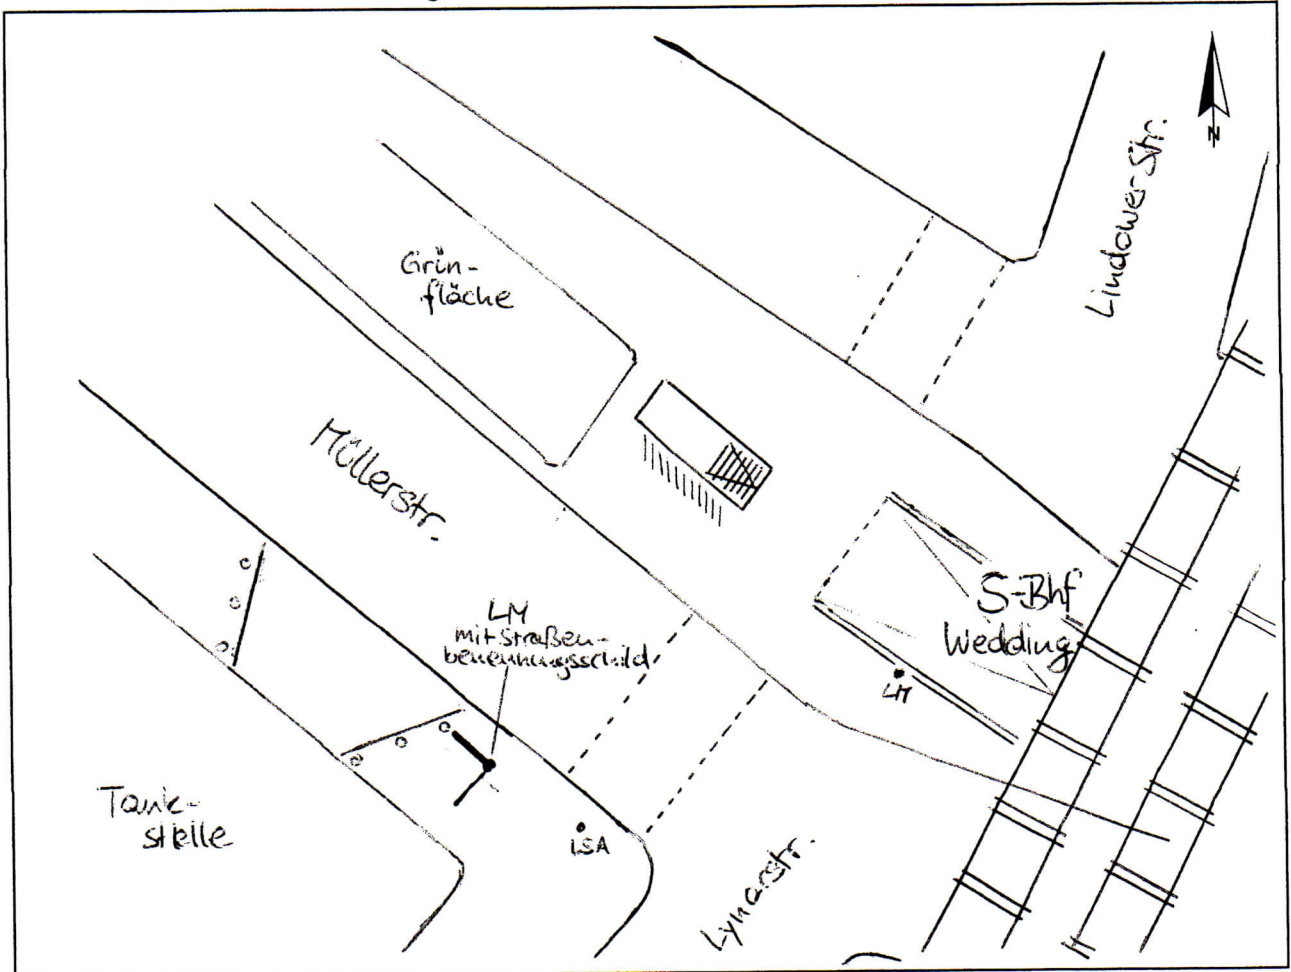 N
Lindower Str.
Grün-
fläche
Müllerstr.
S-Bhf
Wedding
LM
mit Straßen-
benennungsschild
LM
Tank-
stelle
LSA
Lynarstr.